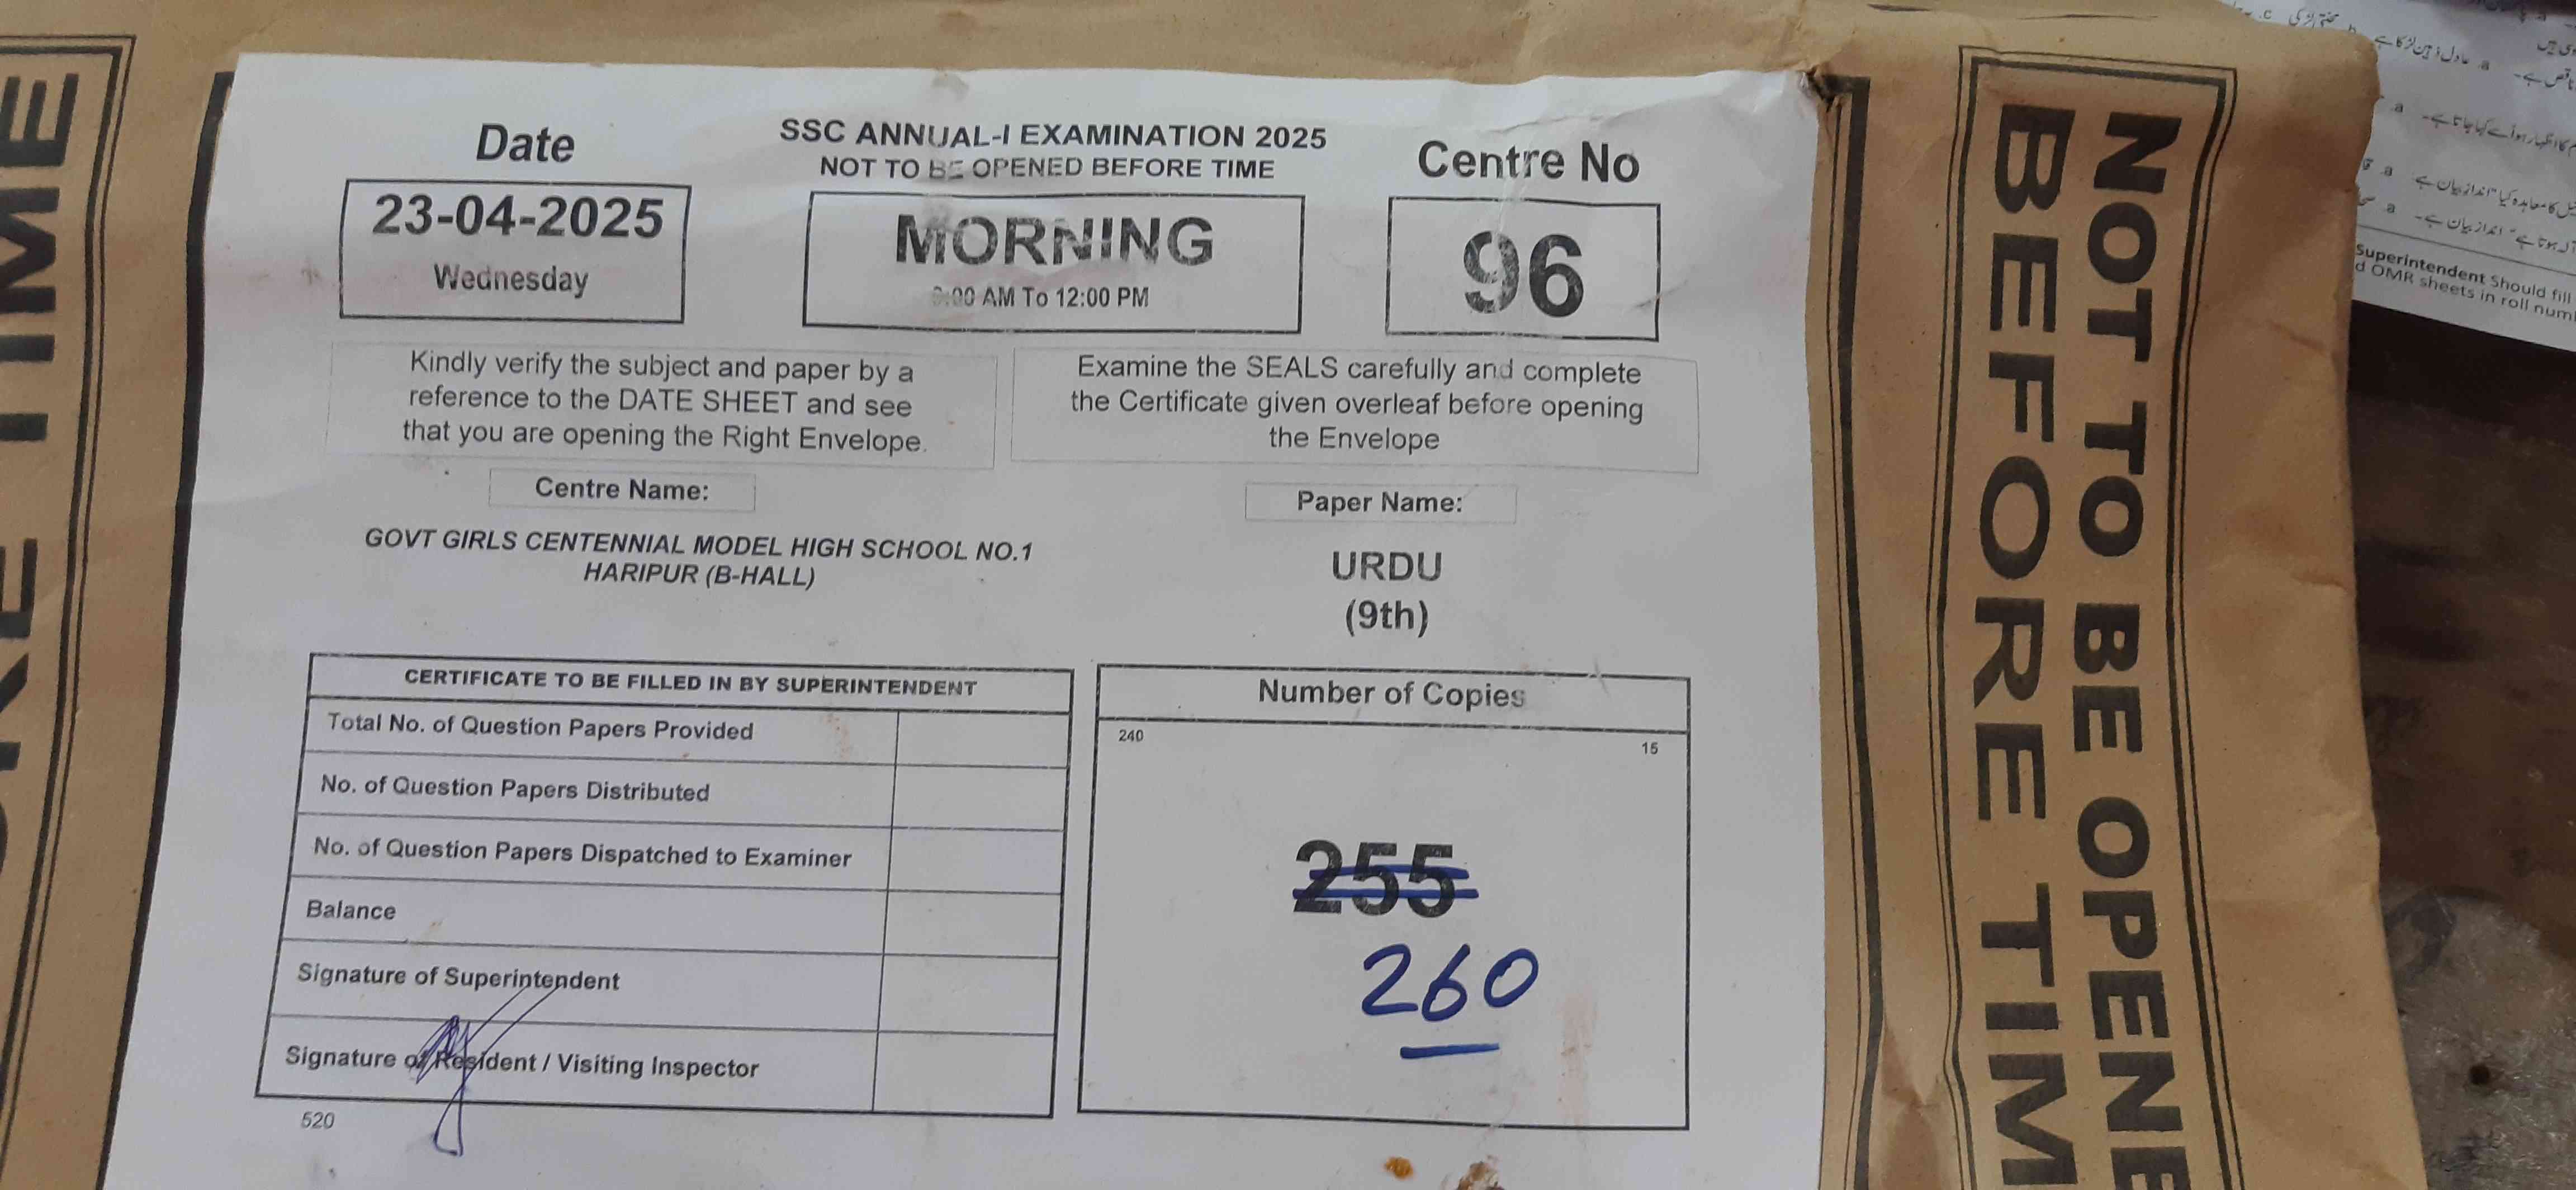 Date
23-04-2025
Wednesday
SSC ANNUAL-I EXAMINATION 2025
NOT TO BE OPENED BEFORE TIME
MORNING
9:00 AM To 12:00 PM
Centre No
96
Kindly verify the subject and paper by a
reference to the DATE SHEET and see
that you are opening the Right Envelope.
Examine the SEALS carefully and complete
the Certificate given overleaf before opening
the Envelope
Centre Name:
GOVT GIRLS CENTENNIAL MODEL HIGH SCHOOL NO.1
HARIPUR (B-HALL)
Paper Name:
URDU
(9th)
CERTIFICATE TO BE FILLED IN BY SUPERINTENDENT
Total No. of Question Papers Provided
No. of Question Papers Distributed
No. of Question Papers Dispatched to Examiner
Balance
Signature of Superintendent
Signature of Resident / Visiting Inspector
520
Number of Copies
240
15
255
260
NOT TO BE OPENE
BEFORE TIM
RE TIME
عادل ذہین لڑکا ہے a.
Superintendent Should fill
d OMR sheets in roll num